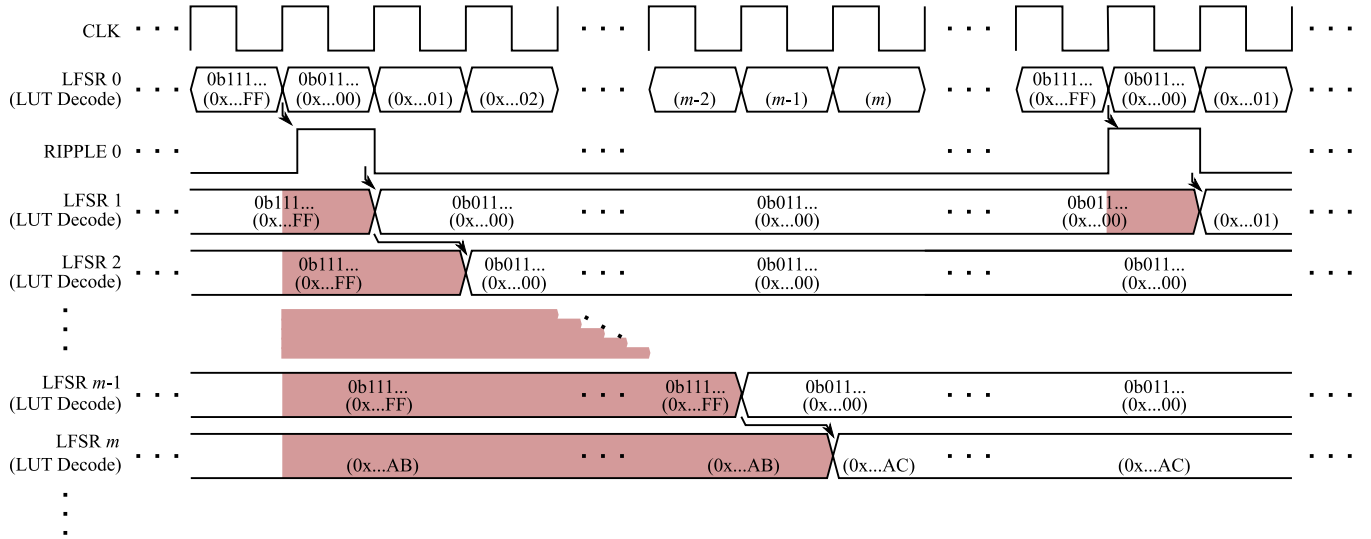 CLK
LFSR 0
(LUT Decode)
0b111...
(0x...FF)
0b011...
(0x...00)
(0x...01)
(0x...02)
(m-2)
(m-1)
(m)
0b111...
(0x...FF)
0b011...
(0x...00)
(0x...01)
RIPPLE 0
LFSR 1
(LUT Decode)
0b111...
(0x...FF)
0b011...
(0x...00)
0b011...
(0x...00)
0b011...
(0x...00)
(0x...01)
LFSR 2
(LUT Decode)
0b111...
(0x...FF)
0b011...
(0x...00)
0b011...
(0x...00)
0b011...
(0x...00)
LFSR m-1
(LUT Decode)
0b111...
(0x...FF)
0b111...
(0x...FF)
0b011...
(0x...00)
0b011...
(0x...00)
LFSR m
(LUT Decode)
(0x...AB)
(0x...AB)
(0x...AC)
(0x...AC)